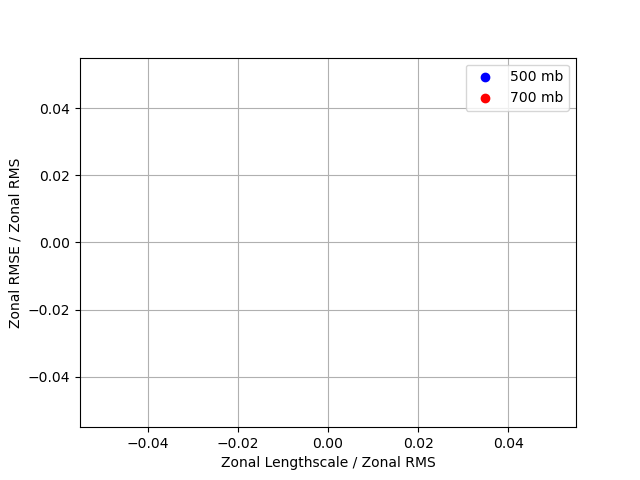 500 mb
700 mb
0.04
0.02
0.00
−0.02
−0.04
Zonal RMSE / Zonal RMS
−0.04 −0.02 0.00 0.02 0.04
Zonal Lengthscale / Zonal RMS